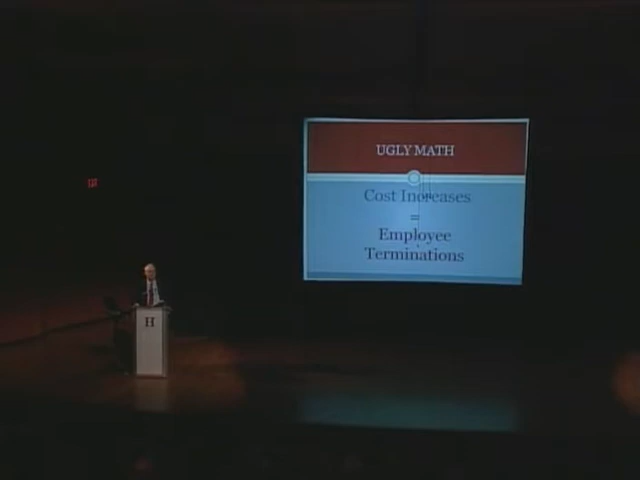 UGLY MATH
Cost Increases
=
Employee
Terminations
H